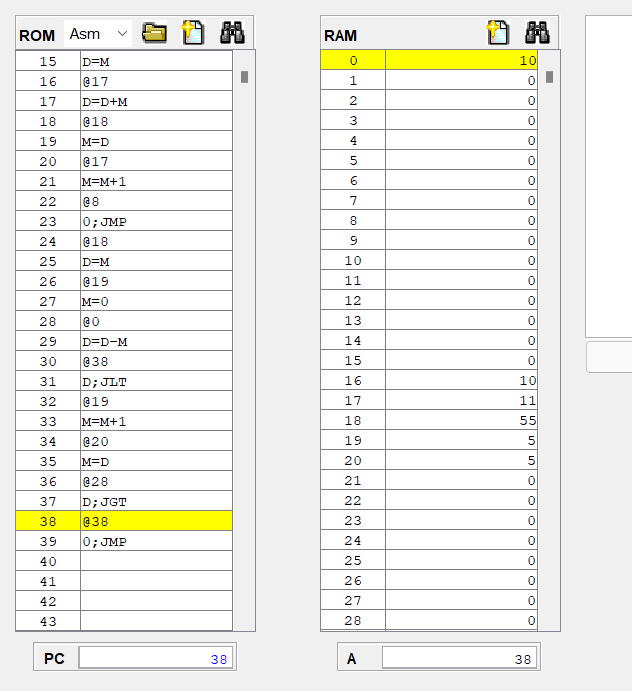 ROM Asm
15 D=M
16 @17
17 D=D+M
18 @18
19 M=D
20 @17
21 M=M+1
22 @8
23 0;JMP
24 @18
25 D=M
26 @19
27 M=0
28 @0
29 D=D-M
30 @38
31 D;JLT
32 @19
33 M=M+1
34 @20
35 M=D
36 @28
37 D;JGT
38 @38
39 0;JMP
40
41
42
43
PC 38
RAM
0 10
1 0
2 0
3 0
4 0
5 0
6 0
7 0
8 0
9 0
10 0
11 0
12 0
13 0
14 0
15 0
16 10
17 11
18 55
19 5
20 5
21 0
22 0
23 0
24 0
25 0
26 0
27 0
28 0
A 38